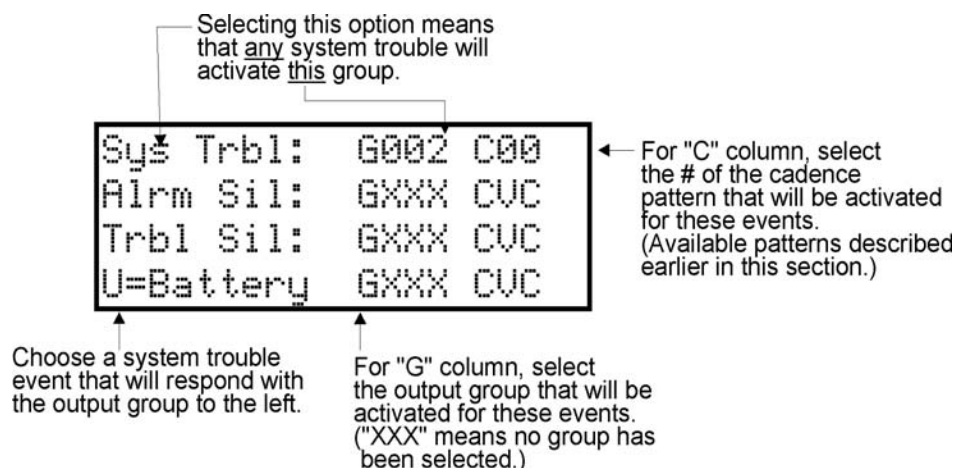 Selecting this option means
that any system trouble will
activate this group.
Sys Trbl: G002 C00
Alrm Sil: GXXX CVC
Trbl Sil: GXXX CVC
U=Battery GXXX CVC
For "C" column, select
the # of the cadence
pattern that will be activated
for these events.
(Available patterns described
earlier in this section.)
Choose a system trouble
event that will respond with
the output group to the left.
For "G" column, select
the output group that will be
activated for these events.
("XXX" means no group has
been selected.)